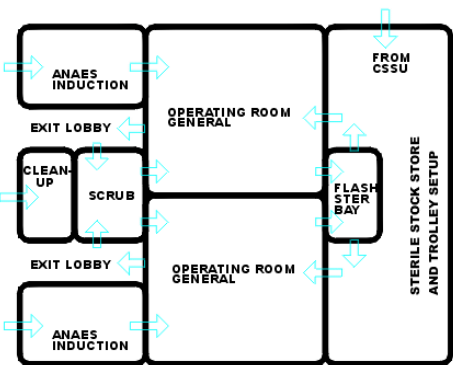 FROM
CSSU
ANAES
INDUCTION
OPERATING ROOM
GENERAL
EXIT LOBBY
CLEAN-
UP
SCRUB
FLASH
STER
BAY
STERILE STOCK STORE
AND TROLLEY SETUP
EXIT LOBBY
OPERATING ROOM
GENERAL
ANAES
INDUCTION